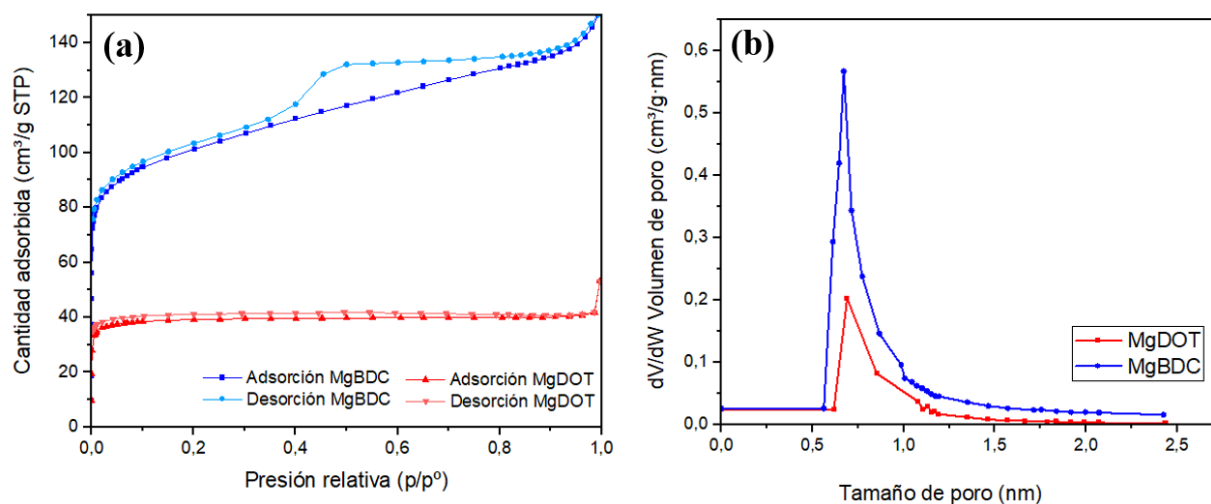 (a)
Cantidad adsorbida (cm³/g STP)
140
120
100
80
60
40
20
0
0,0 0,2 0,4 0,6 0,8 1,0
Presión relativa (p/pº)
Adsorción MgBDC Adsorción MgDOT
Desorción MgBDC Desorción MgDOT
(b)
dV/dW Volumen de poro (cm³/g·nm)
0,6
0,5
0,4
0,3
0,2
0,1
0,0
0,0 0,5 1,0 1,5 2,0 2,5
Tamaño de poro (nm)
MgDOT
MgBDC